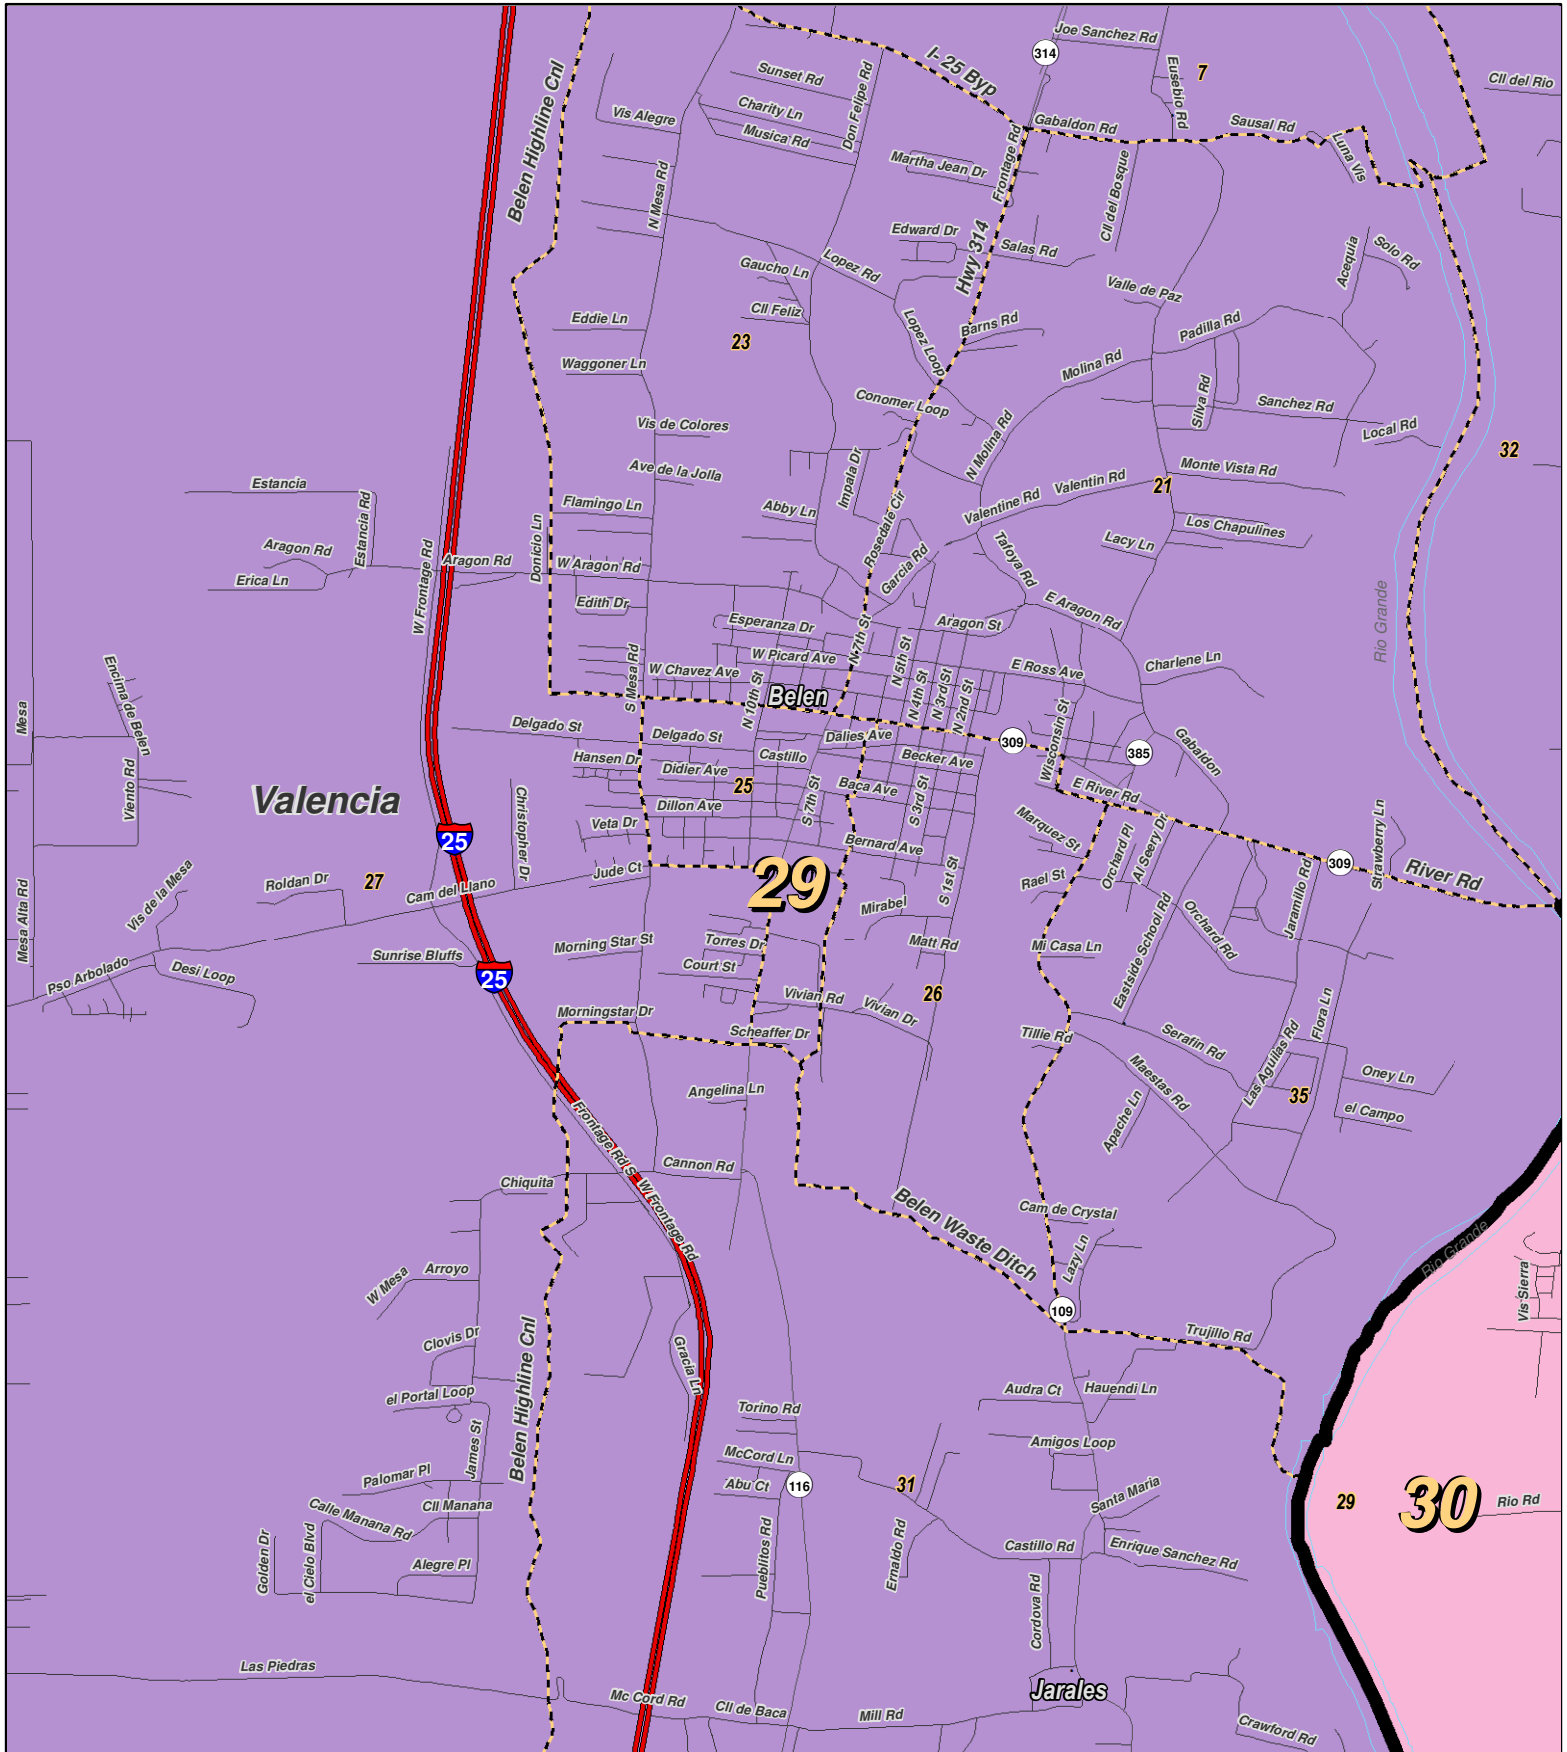 Joe Sanchez Rd
314
I- 25 Byp
Sunset Rd
Don Felipe Rd
Eusebio Rd
7
Cll del Rio
Belen Highline Cnl
Vis Alegre
Charity Ln
Musica Rd
Gabaldon Rd
Sausal Rd
Luna Vis
Frontage Rd
Martha Jean Dr
N Mesa Rd
Cll del Bosque
Edward Dr
Salas Rd
Hwy 314
Acequia
Solo Rd
Gaucho Ln
Lopez Rd
Valle de Paz
Cll Feliz
Eddie Ln
23
Lopez Loop
Barns Rd
Padilla Rd
Waggoner Ln
Molina Rd
Silva Rd
Conomer Loop
Sanchez Rd
Vis de Colores
N Molina Rd
Local Rd
32
Ave de la Jolla
Impala Dr
Monte Vista Rd
Estancia
Valentin Rd
21
Flamingo Ln
Abby Ln
Valentine Rd
Estancia Rd
Donicio Ln
Rosedale Cir
Los Chapulines
Aragon Rd
Aragon Rd
W Aragon Rd
Garcia Rd
Tafoya Rd
Lacy Ln
Erica Ln
W Frontage Rd
Edith Dr
E Aragon Rd
Rio Grande
Esperanza Dr
N 7th St
Aragon St
W Picard Ave
N 5th St
Encima de Belen
S Mesa Rd
W Chavez Ave
E Ross Ave
Charlene Ln
Belen
N 10th St
N 4th St
N 3rd St
N 2nd St
Mesa
Delgado St
Delgado St
Dalies Ave
309
Wisconsin St
385
Gabaldon
Hansen Dr
Castillo
Becker Ave
Didier Ave
25
Baca Ave
E River Rd
Viento Rd
Valencia
Christopher Dr
Dillon Ave
S 7th St
S 3rd St
Veta Dr
25
Marquez St
Orchard Pl
Al Seery Dr
Strawberry Ln
Bernard Ave
309
River Rd
Jude Ct
29
S 1st St
Rael St
Roldan Dr
27
Cam del Llano
Mesa Alta Rd
Vis de la Mesa
Mirabel
Jaramillo Rd
Orchard Rd
Eastside School Rd
Sunrise Bluffs
Morning Star St
Torres Dr
Matt Rd
Mi Casa Ln
Pso Arbolado
Desi Loop
25
Court St
Vivian Rd
26
Vivian Dr
Morningstar Dr
Scheaffer Dr
Tillie Rd
Serafin Rd
Flora Ln
Las Aguilas Rd
Maestas Rd
Oney Ln
35
el Campo
Angelina Ln
Apache Ln
Frontage Rd S
Cannon Rd
Chiquita
W Frontage Rd
Belen Waste Ditch
Cam de Crystal
Rio Grande
Lazy Ln
Arroyo
W Mesa
Vis Sierra
109
Trujillo Rd
Clovis Dr
Gracia Ln
Belen Highline Cnl
el Portal Loop
Audra Ct
Hauendi Ln
Torino Rd
James St
Amigos Loop
McCord Ln
Palomar Pl
Abu Ct
116
31
Santa Maria
29
30
Rio Rd
Cll Manana
Calle Manana Rd
Golden Dr
el Cielo Blvd
Alegre Pl
Pueblitos Rd
Ernaldo Rd
Castillo Rd
Enrique Sanchez Rd
Cordova Rd
Las Piedras
Jarales
Mc Cord Rd
Cll de Baca
Mill Rd
Crawford Rd